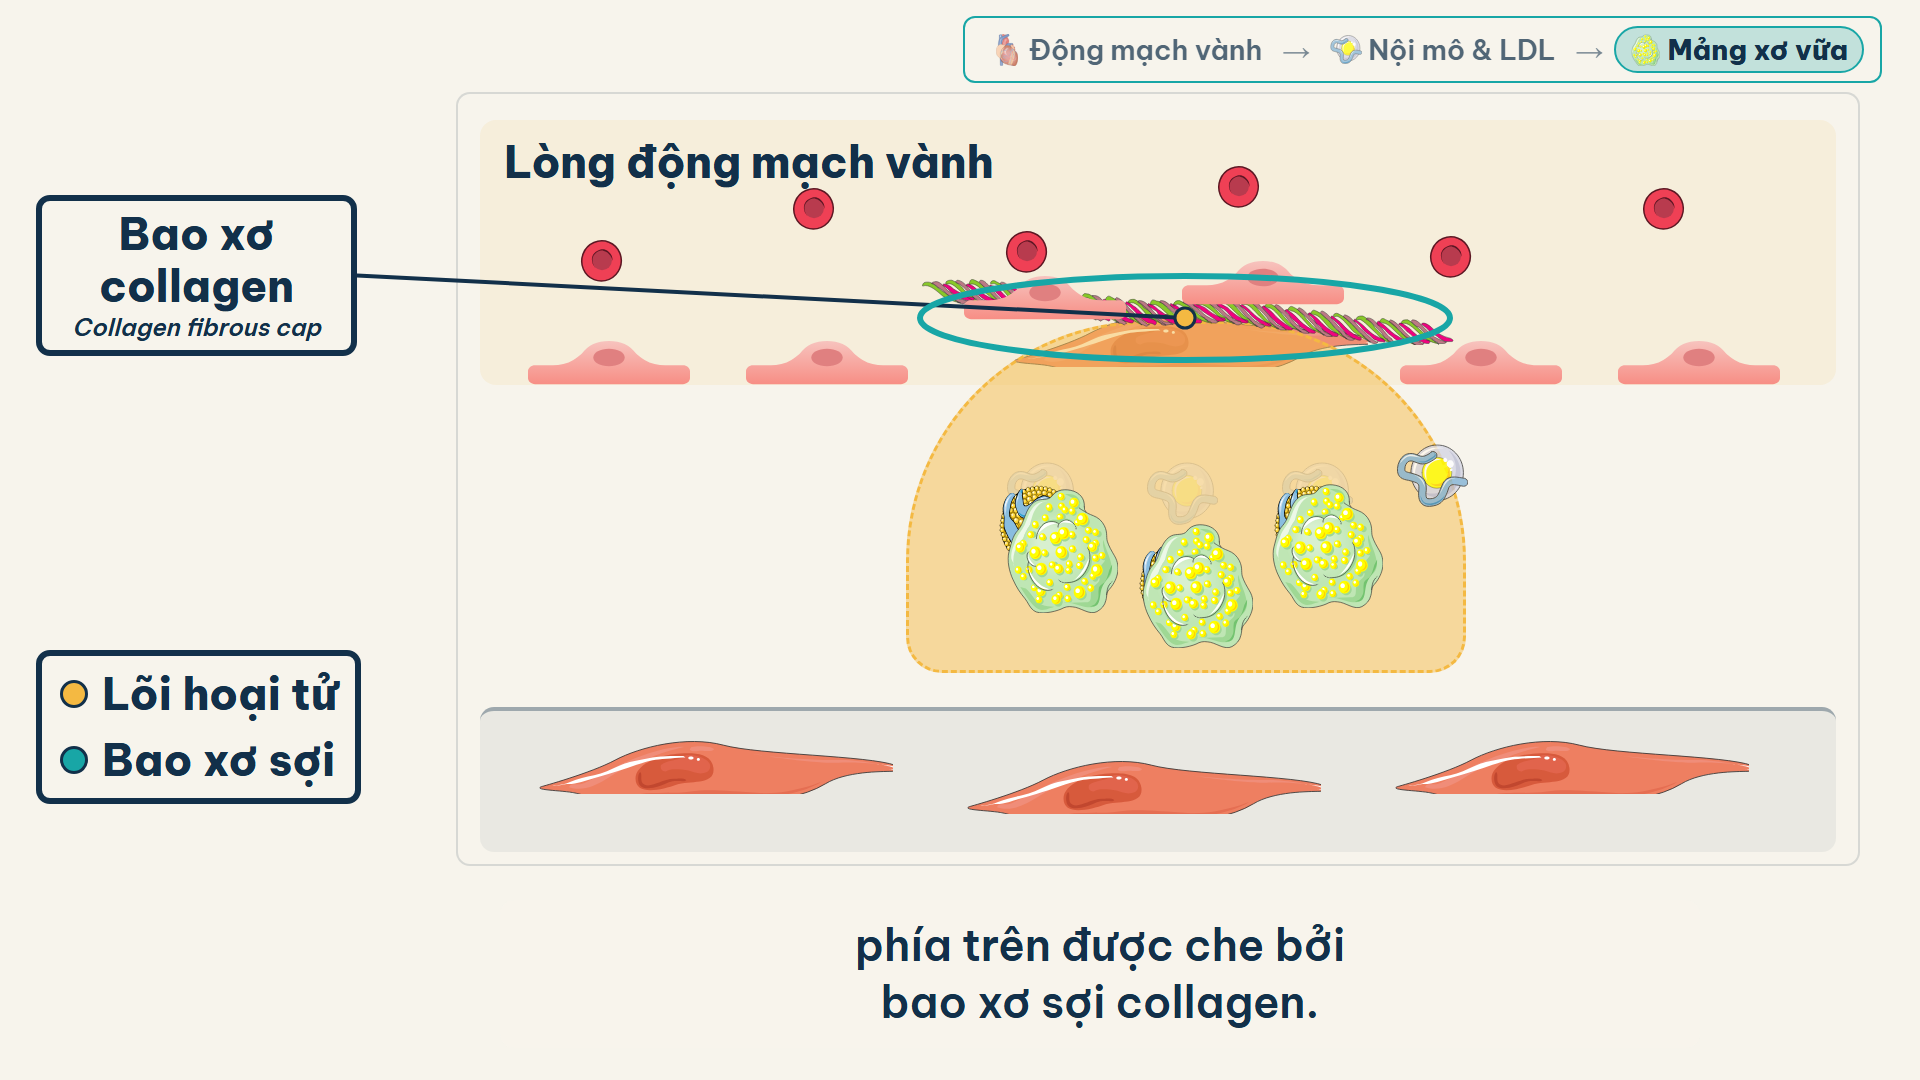 Động mạch vành → Nội mô & LDL → Mảng xơ vữa
Lòng động mạch vành
Bao xơ
collagen
Collagen fibrous cap
Lõi hoại tử
Bao xơ sợi
phía trên được che bởi
bao xơ sợi collagen.